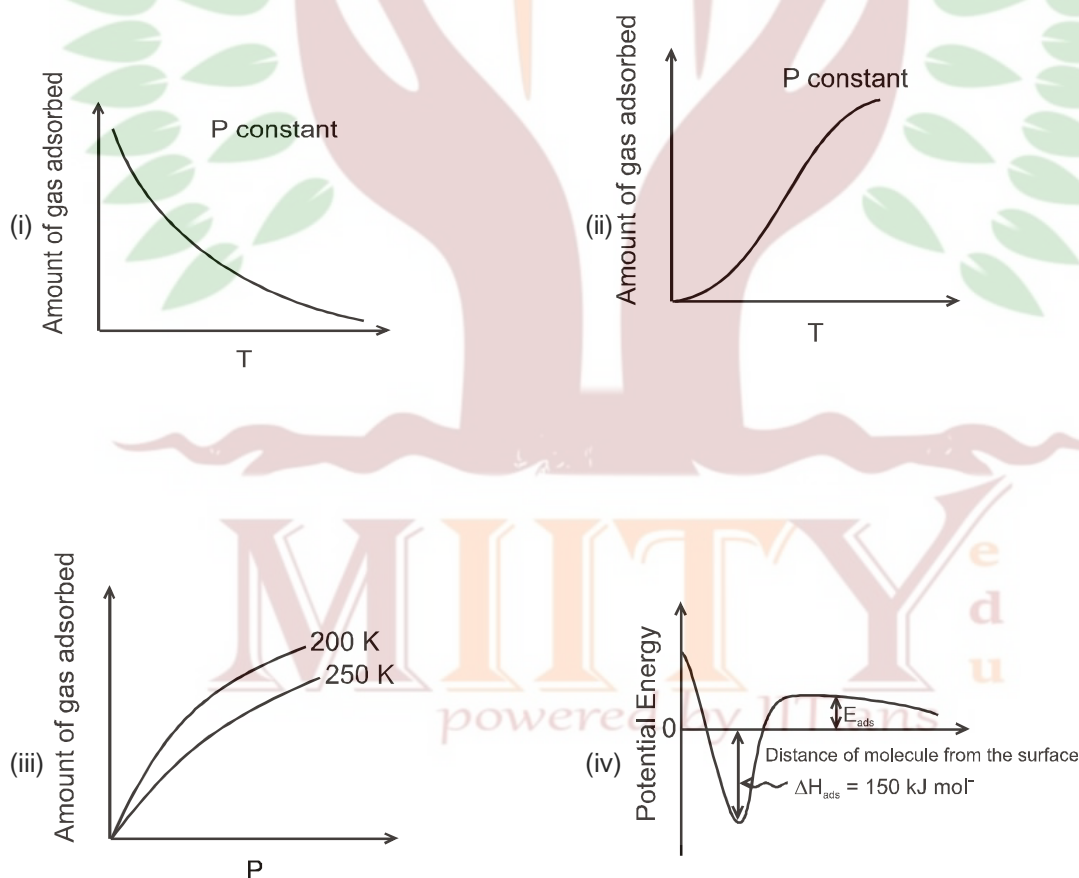 (i)
Amount of gas adsorbed
P constant
T
(ii)
Amount of gas adsorbed
P constant
T
(iii)
Amount of gas adsorbed
200 K
250 K
P
(iv)
Potential Energy
0
E_ads
Distance of molecule from the surface
ΔH_ads = 150 kJ mol⁻
MIITY
edu
powered by IITians